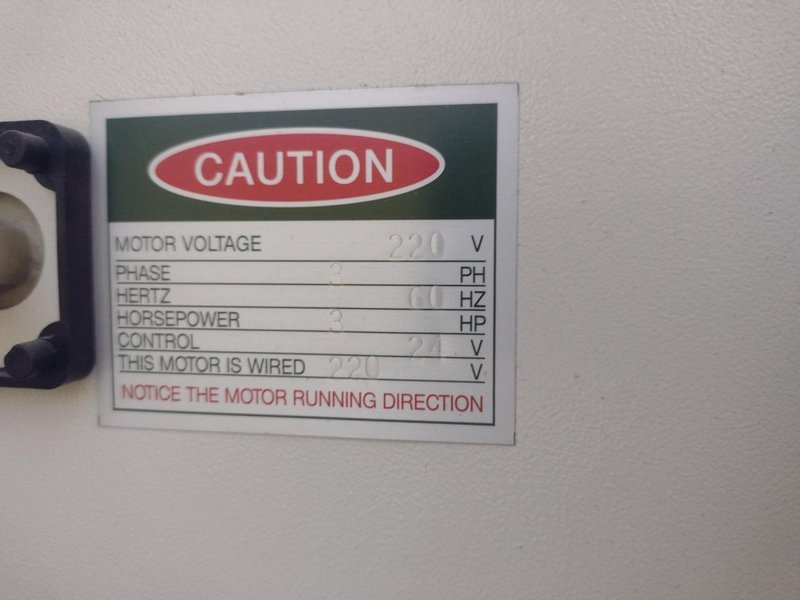 CAUTION
MOTOR VOLTAGE 220 V
PHASE 3 PH
HERTZ 60 HZ
HORSEPOWER 3 HP
CONTROL 24 V
THIS MOTOR IS WIRED 220 V
NOTICE THE MOTOR RUNNING DIRECTION